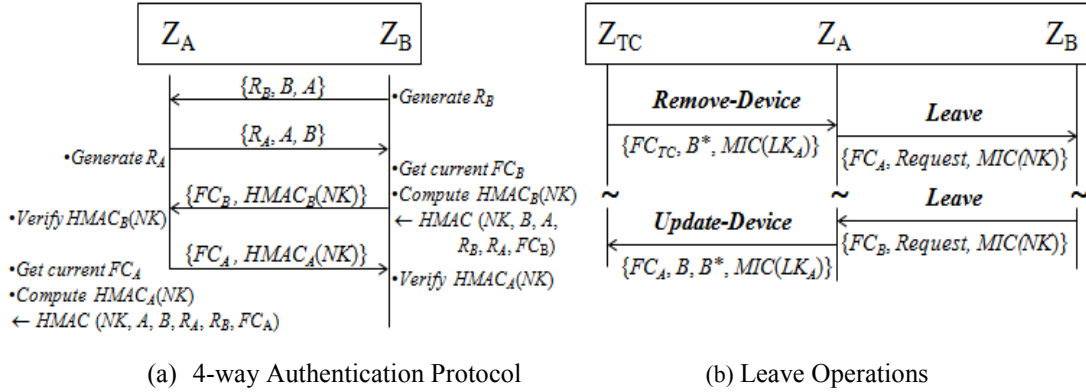 Z_A Z_B
{R_B, B, A}
•Generate R_B
{R_A, A, B}
•Generate R_A
•Get current FC_B
{FC_B, HMAC_B(NK)}
•Compute HMAC_B(NK)
•Verify HMAC_B(NK)
← HMAC (NK, B, A,
R_B, R_A, FC_B)
{FC_A, HMAC_A(NK)}
•Get current FC_A
•Verify HMAC_A(NK)
•Compute HMAC_A(NK)
← HMAC (NK, A, B, R_A, R_B, FC_A)
(a) 4-way Authentication Protocol
Z_TC Z_A Z_B
Remove-Device
Leave
{FC_TC, B*, MIC(LK_A)}
{FC_A, Request, MIC(NK)}
~ ~ ~
Leave
Update-Device
{FC_B, Request, MIC(NK)}
{FC_A, B, B*, MIC(LK_A)}
(b) Leave Operations